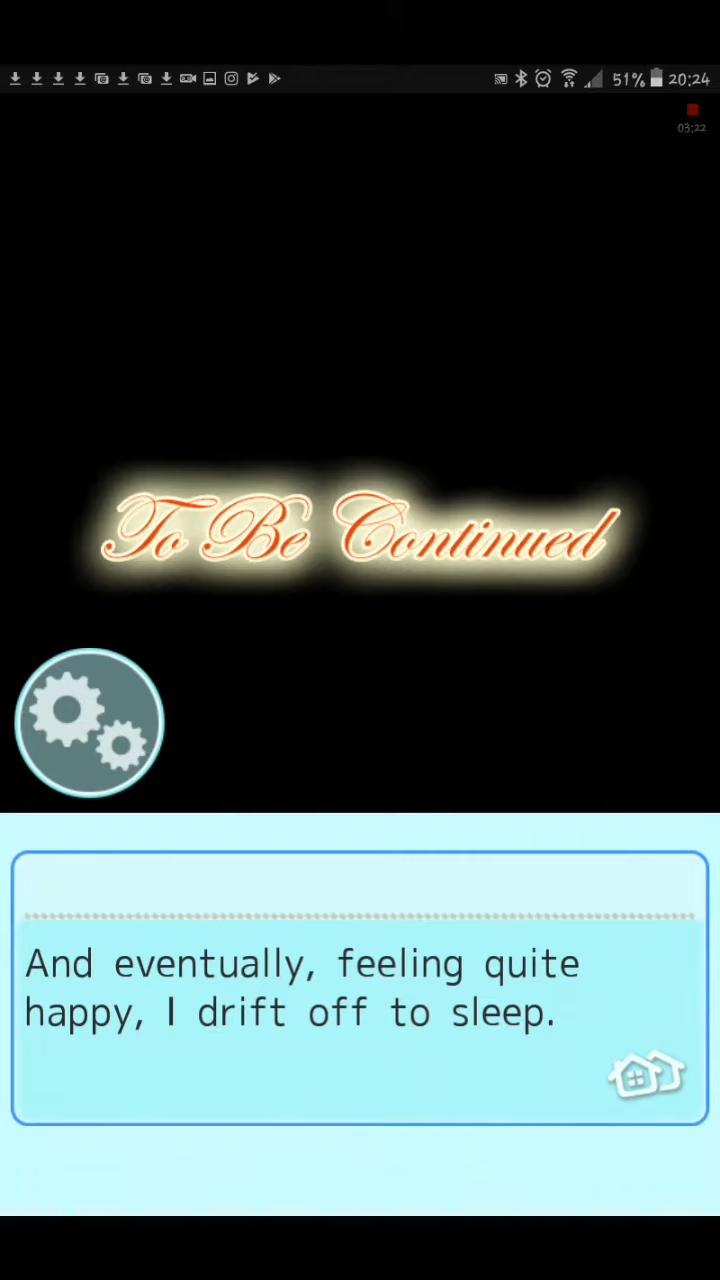 51% 20:24
03:22
To Be Continued
And eventually, feeling quite
happy, I drift off to sleep.